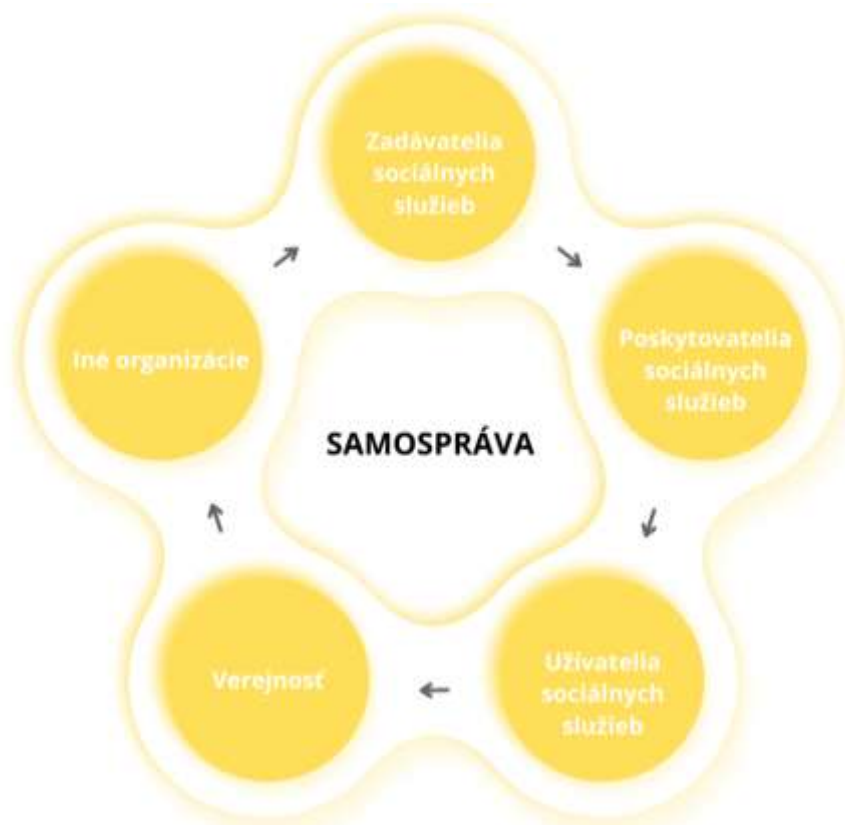 Zadávatelia
sociálnych
služieb
Poskytovatelia
sociálnych
služieb
Užívatelia
sociálnych
služieb
Verejnosť
Iné organizácie
SAMOSPRÁVA